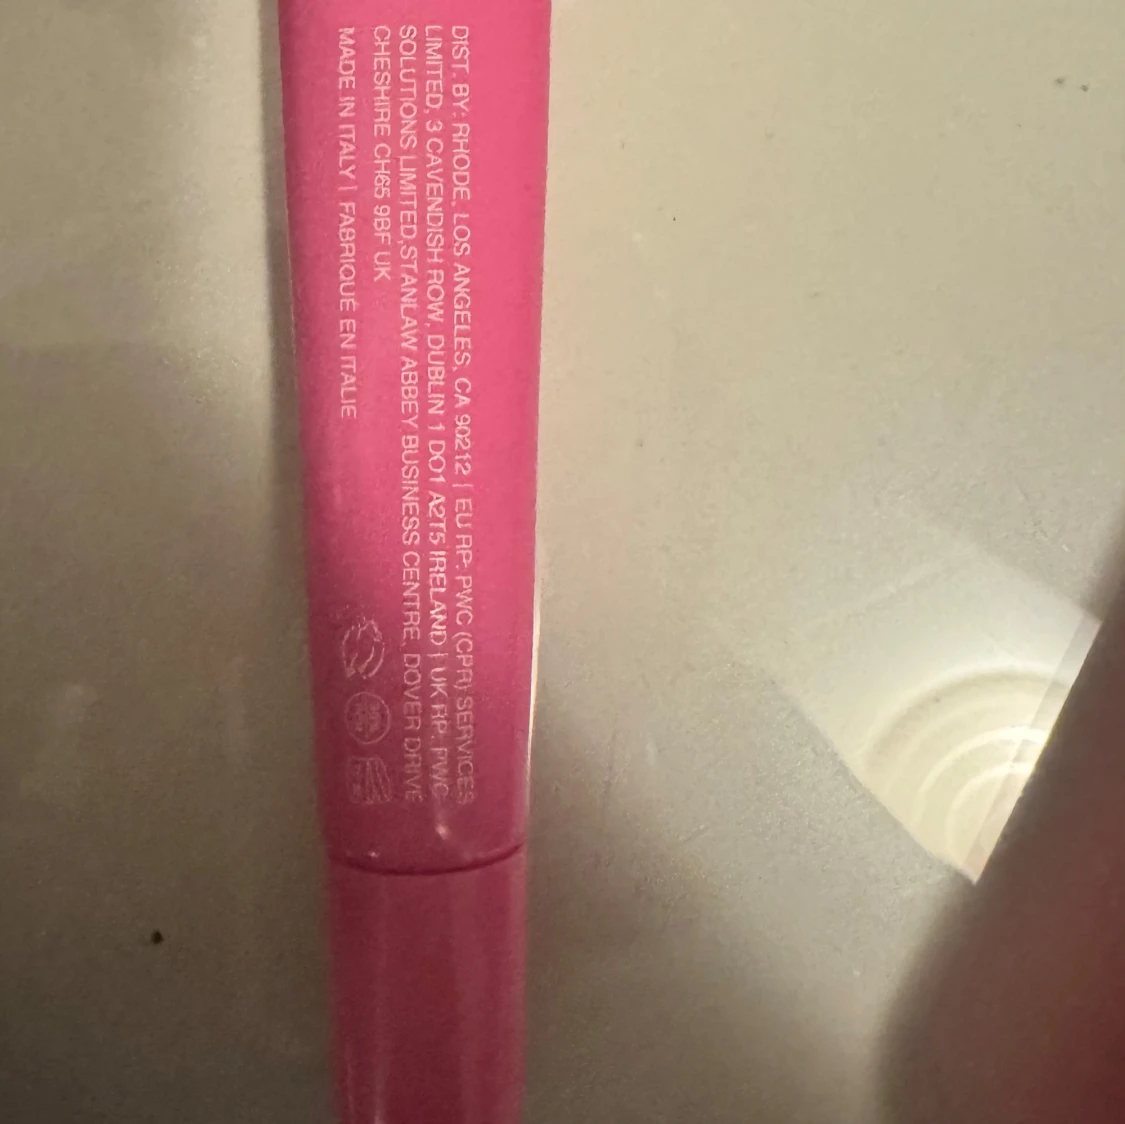 DIST. BY: RHODE, LOS ANGELES, CA 90212 | EU RP: PWC (CPR) SERVICES
LIMITED, 3 CAVENDISH ROW, DUBLIN 1 DO1 A2T5 IRELAND | UK RP: PWC
SOLUTIONS LIMITED,STANLAW ABBEY BUSINESS CENTRE, DOVER DRIVE
CHESHIRE CH65 9BF UK
MADE IN ITALY | FABRIQUÉ EN ITALIE